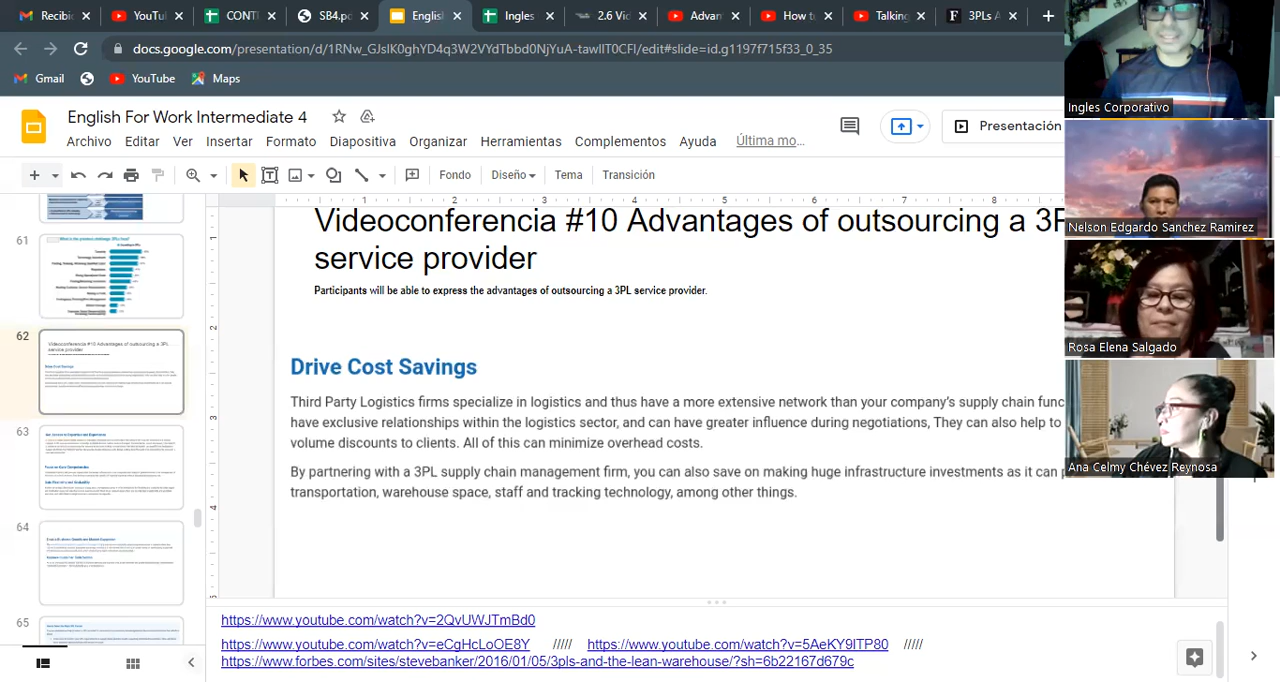 Recibic
YouTu
CONTI
SB4.pd
Englis
Ingles
2.6 Vid
Advan
How t
Talking
3PLs A
docs.google.com/presentation/d/1RNw_GJslK0ghYD4q3W2VYdTbbd0NjYuA-tawIlT0CFI/edit#slide=id.g1197f715f33_0_35
Gmail
YouTube
Maps
English For Work Intermediate 4
Archivo Editar Ver Insertar Formato Diapositiva Organizar Herramientas Complementos Ayuda Última mo...
Presentación
Fondo Diseño Tema Transición
61
62
63
64
65
Videoconferencia #10 Advantages of outsourcing a 3P
service provider
Participants will be able to express the advantages of outsourcing a 3PL service provider.
Drive Cost Savings
Third Party Logistics firms specialize in logistics and thus have a more extensive network than your company's supply chain func
have exclusive relationships within the logistics sector, and can have greater influence during negotiations, They can also help to
volume discounts to clients. All of this can minimize overhead costs.
By partnering with a 3PL supply chain management firm, you can also save on making huge infrastructure investments as it can p
transportation, warehouse space, staff and tracking technology, among other things.
https://www.youtube.com/watch?v=2QvUWJTmBd0
https://www.youtube.com/watch?v=eCgHcLoOE8Y ///// https://www.youtube.com/watch?v=5AeKY9lTP80 /////
https://www.forbes.com/sites/stevebanker/2016/01/05/3pls-and-the-lean-warehouse/?sh=6b22167d679c
Ingles Corporativo
Nelson Edgardo Sanchez Ramirez
Rosa Elena Salgado
Ana Celmy Chévez Reynosa